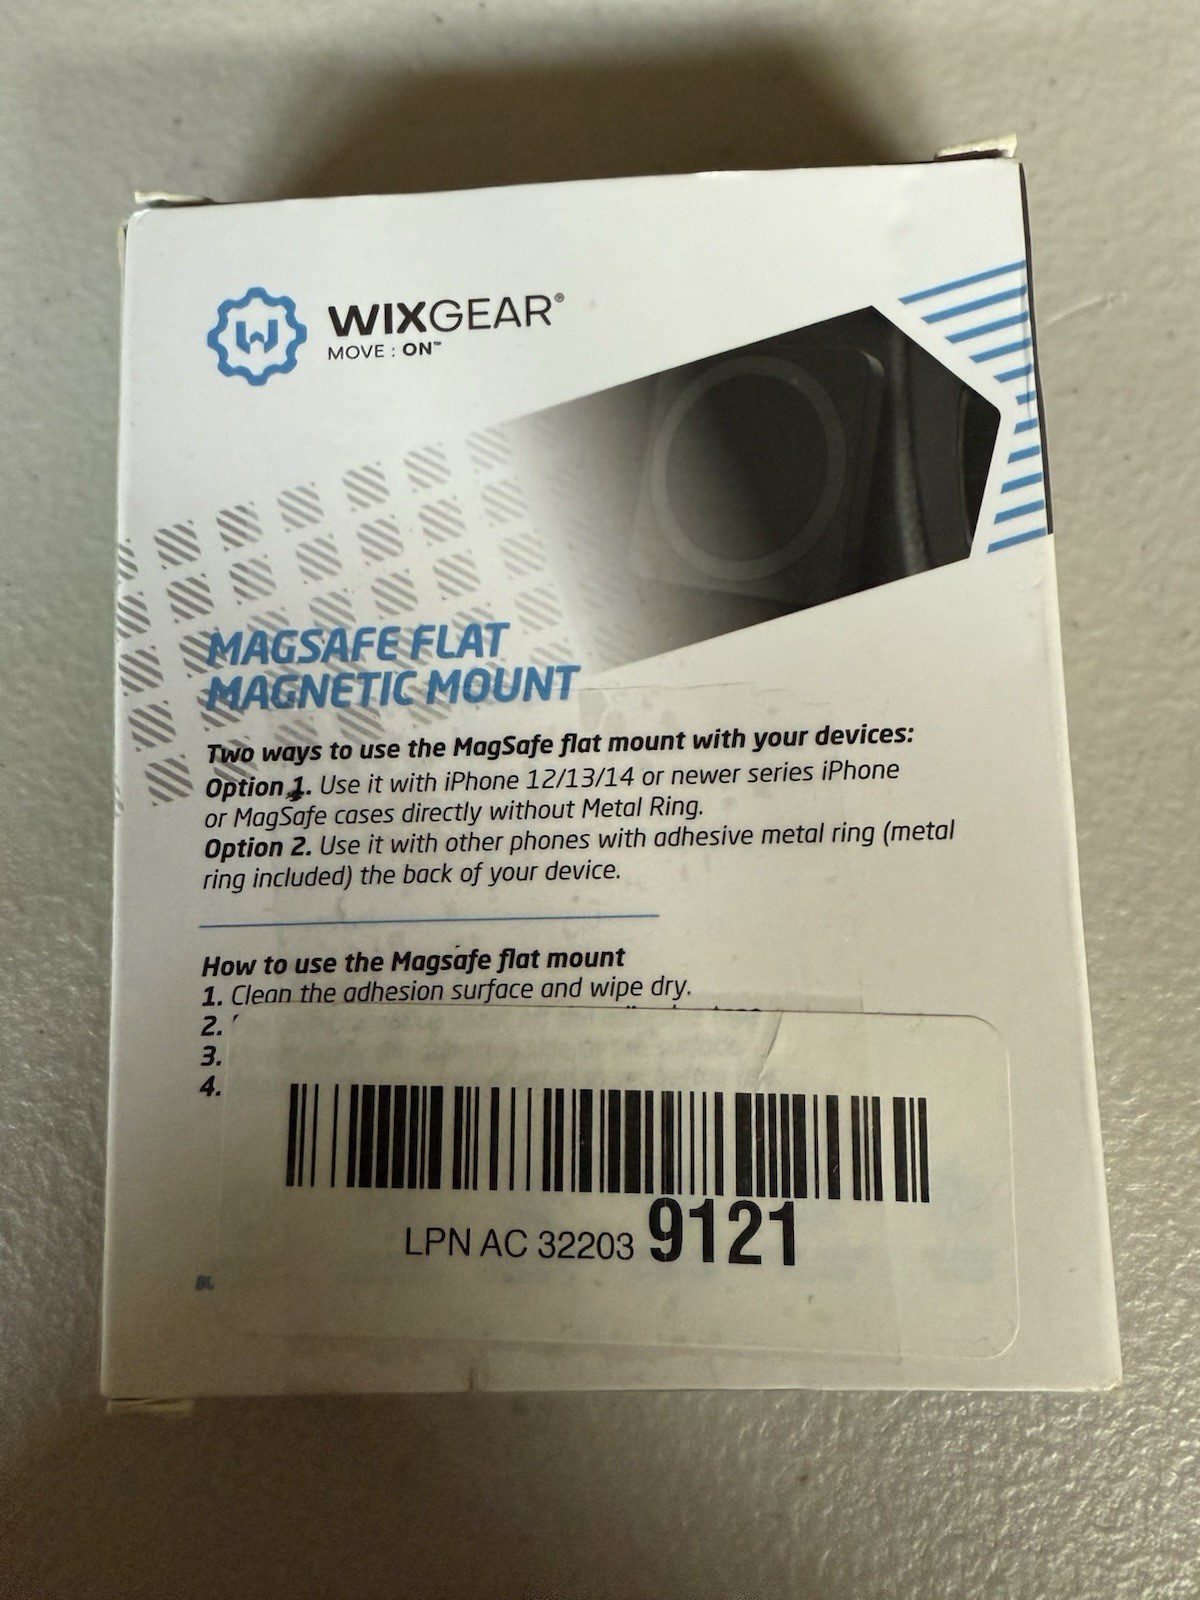 WIXGEAR®
MOVE : ON™
MAGSAFE FLAT
MAGNETIC MOUNT
Two ways to use the MagSafe flat mount with your devices:
Option 1. Use it with iPhone 12/13/14 or newer series iPhone
or MagSafe cases directly without Metal Ring.
Option 2. Use it with other phones with adhesive metal ring (metal
ring included) the back of your device.
How to use the Magsafe flat mount
1. Clean the adhesion surface and wipe dry.
2.
3.
4.
LPN AC 32203 9121